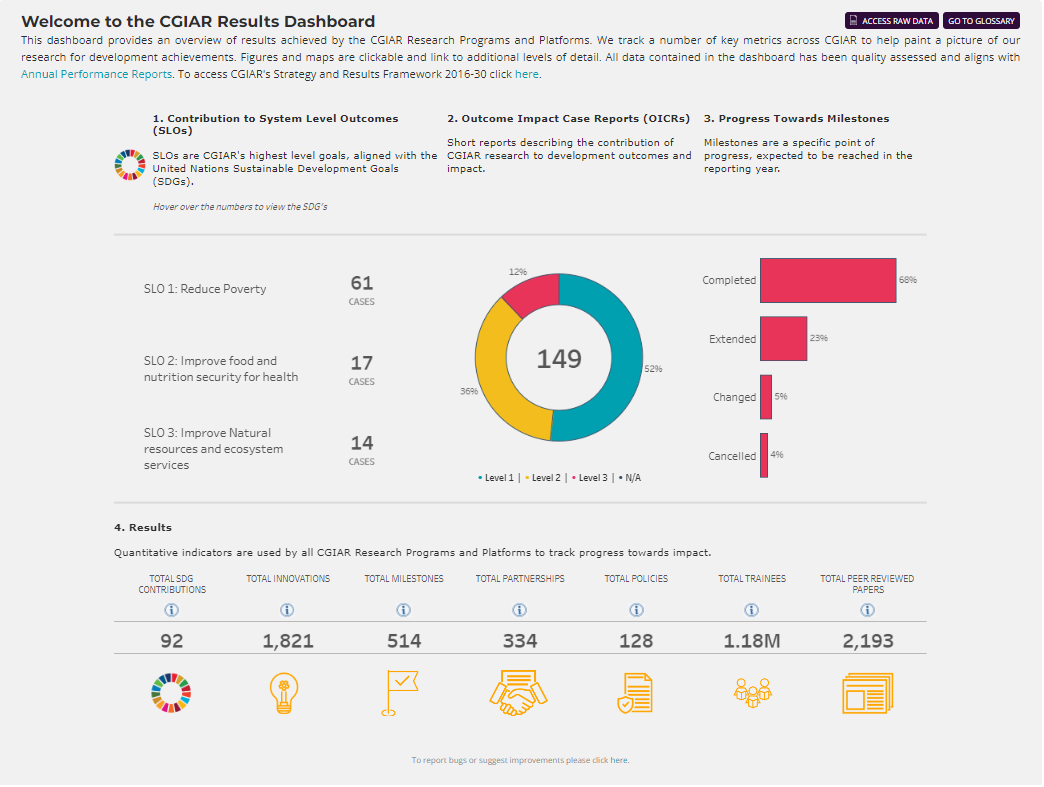 Welcome to the CGIAR Results Dashboard
ACCESS RAW DATA
GO TO GLOSSARY
This dashboard provides an overview of results achieved by the CGIAR Research Programs and Platforms. We track a number of key metrics across CGIAR to help paint a picture of our
research for development achievements. Figures and maps are clickable and link to additional levels of detail. All data contained in the dashboard has been quality assessed and aligns with
Annual Performance Reports. To access CGIAR's Strategy and Results Framework 2016-30 click here.
1. Contribution to System Level Outcomes
(SLOs)
SLOs are CGIAR's highest level goals, aligned with the
United Nations Sustainable Development Goals
(SDGs).
Hover over the numbers to view the SDG's
2. Outcome Impact Case Reports (OICRs)
Short reports describing the contribution of
CGIAR research to development outcomes and
impact.
3. Progress Towards Milestones
Milestones are a specific point of
progress, expected to be reached in the
reporting year.
SLO 1: Reduce Poverty
61
CASES
SLO 2: Improve food and
nutrition security for health
17
CASES
SLO 3: Improve Natural
resources and ecosystem
services
14
CASES
12%
149
52%
36%
Level 1 | Level 2 | Level 3 | N/A
Completed 68%
Extended 23%
Changed 5%
Cancelled 4%
4. Results
Quantitative indicators are used by all CGIAR Research Programs and Platforms to track progress towards impact.
TOTAL SDG
CONTRIBUTIONS
TOTAL INNOVATIONS
TOTAL MILESTONES
TOTAL PARTNERSHIPS
TOTAL POLICIES
TOTAL TRAINEES
TOTAL PEER REVIEWED
PAPERS
92
1,821
514
334
128
1.18M
2,193
To report bugs or suggest improvements please click here.